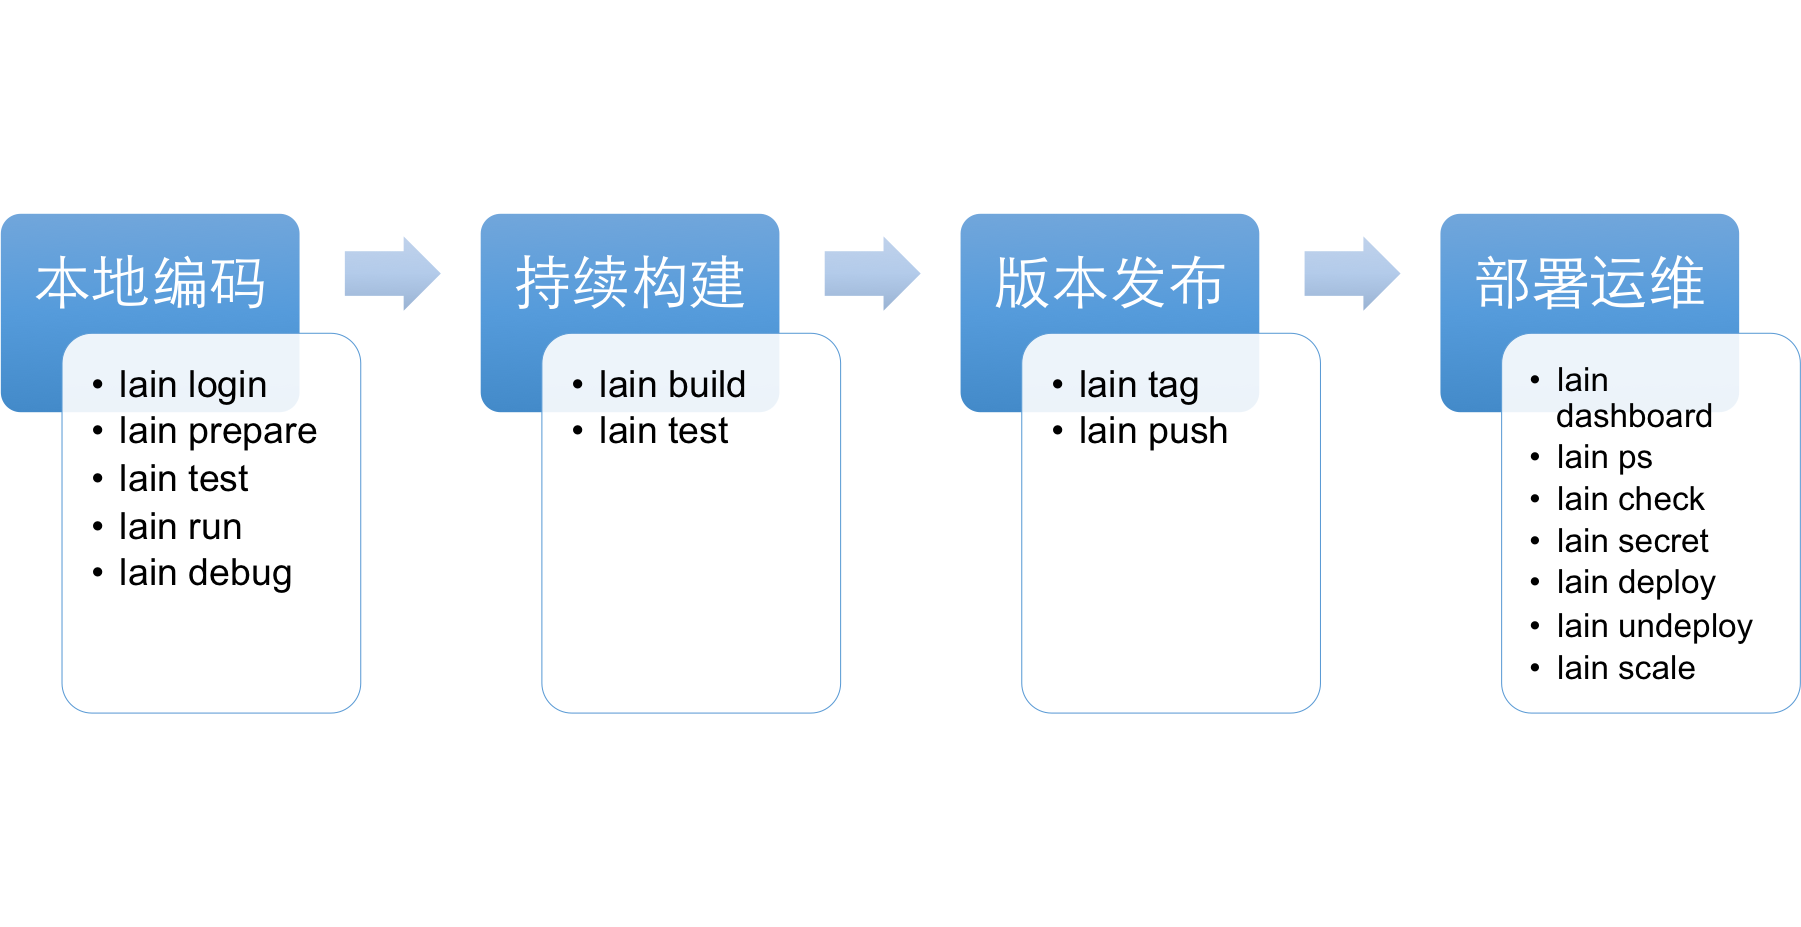 本地编码
• lain login
• lain prepare
• lain test
• lain run
• lain debug
持续构建
• lain build
• lain test
版本发布
• lain tag
• lain push
部署运维
• lain
dashboard
• lain ps
• lain check
• lain secret
• lain deploy
• lain undeploy
• lain scale